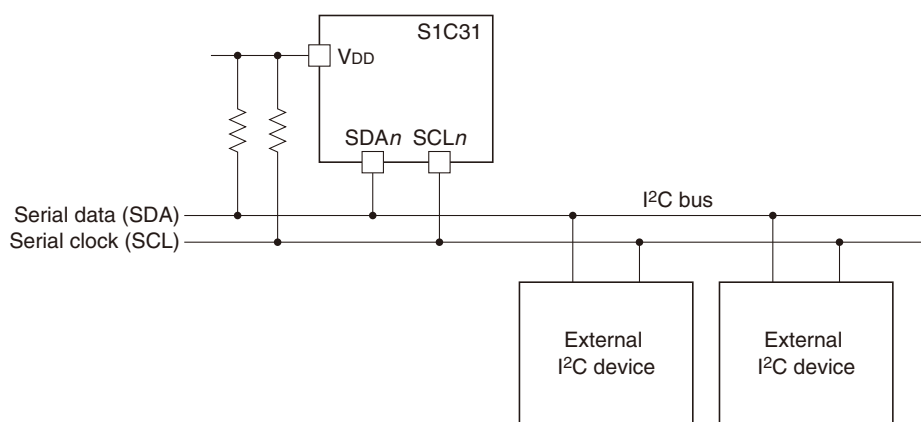 S1C31
VDD
SDAn SCLn
I²C bus
Serial data (SDA)
Serial clock (SCL)
External
I²C device
External
I²C device